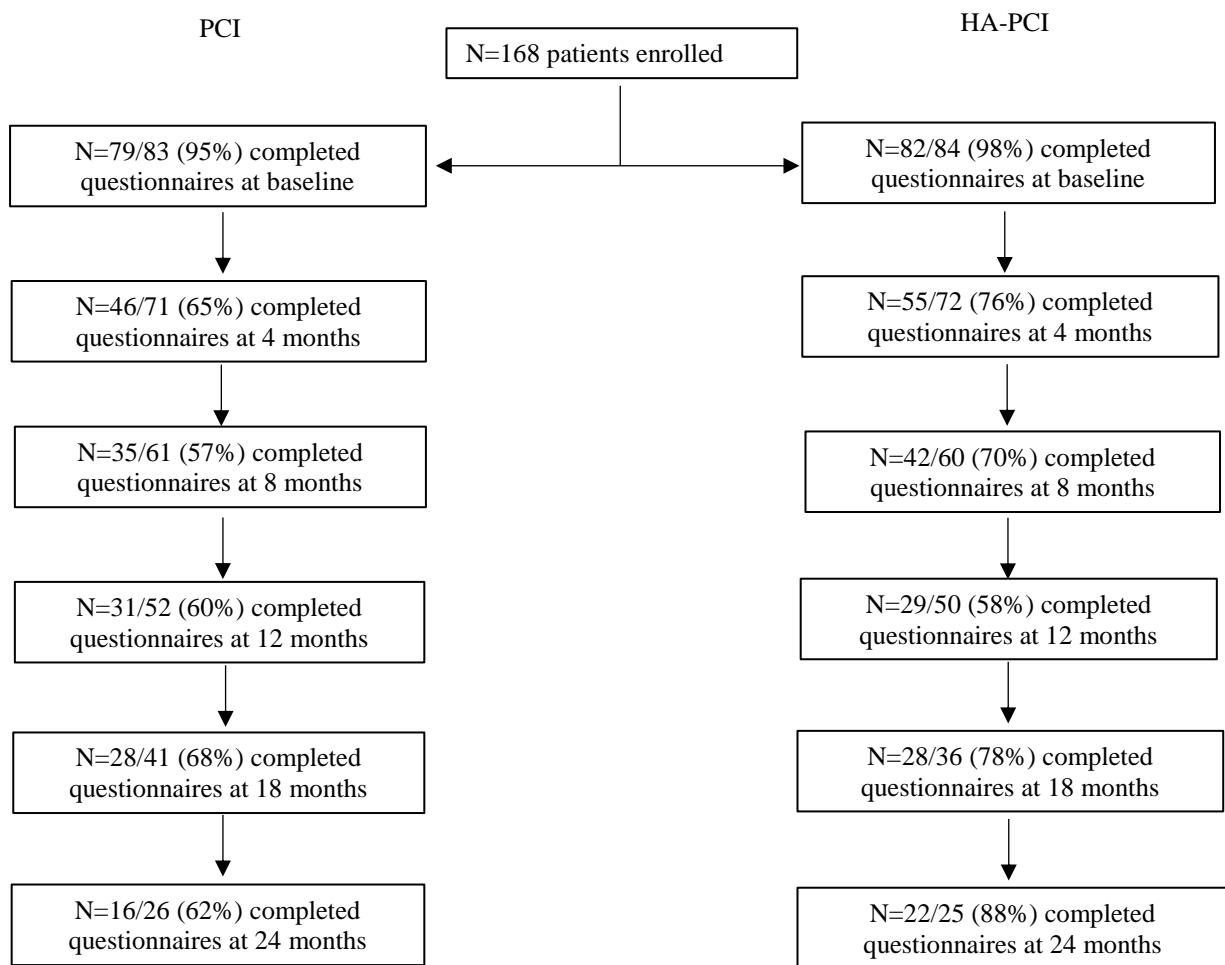 PCI
HA-PCI
N=168 patients enrolled
N=79/83 (95%) completed
questionnaires at baseline
N=82/84 (98%) completed
questionnaires at baseline
N=46/71 (65%) completed
questionnaires at 4 months
N=55/72 (76%) completed
questionnaires at 4 months
N=35/61 (57%) completed
questionnaires at 8 months
N=42/60 (70%) completed
questionnaires at 8 months
N=31/52 (60%) completed
questionnaires at 12 months
N=29/50 (58%) completed
questionnaires at 12 months
N=28/41 (68%) completed
questionnaires at 18 months
N=28/36 (78%) completed
questionnaires at 18 months
N=16/26 (62%) completed
questionnaires at 24 months
N=22/25 (88%) completed
questionnaires at 24 months